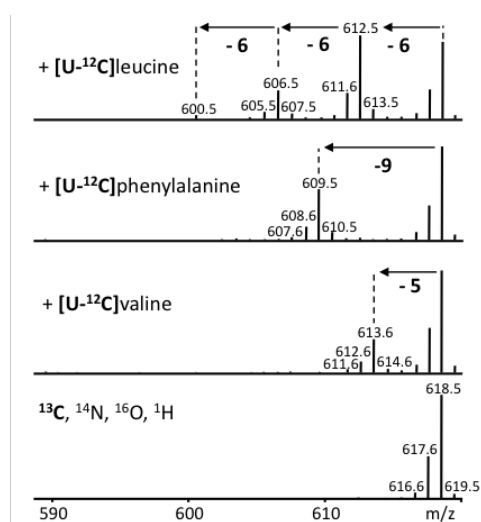 - 6 - 6 612.5 - 6
+ [U-¹²C]leucine
600.5 605.5 606.5 607.5 611.6 613.5
-9
+ [U-¹²C]phenylalanine
609.5
608.6
607.6 610.5
- 5
+ [U-¹²C]valine
613.6
612.6
611.6 614.6
618.5
¹³C, ¹⁴N, ¹⁶O, ¹H
617.6
616.6 619.5
590 600 610 m/z